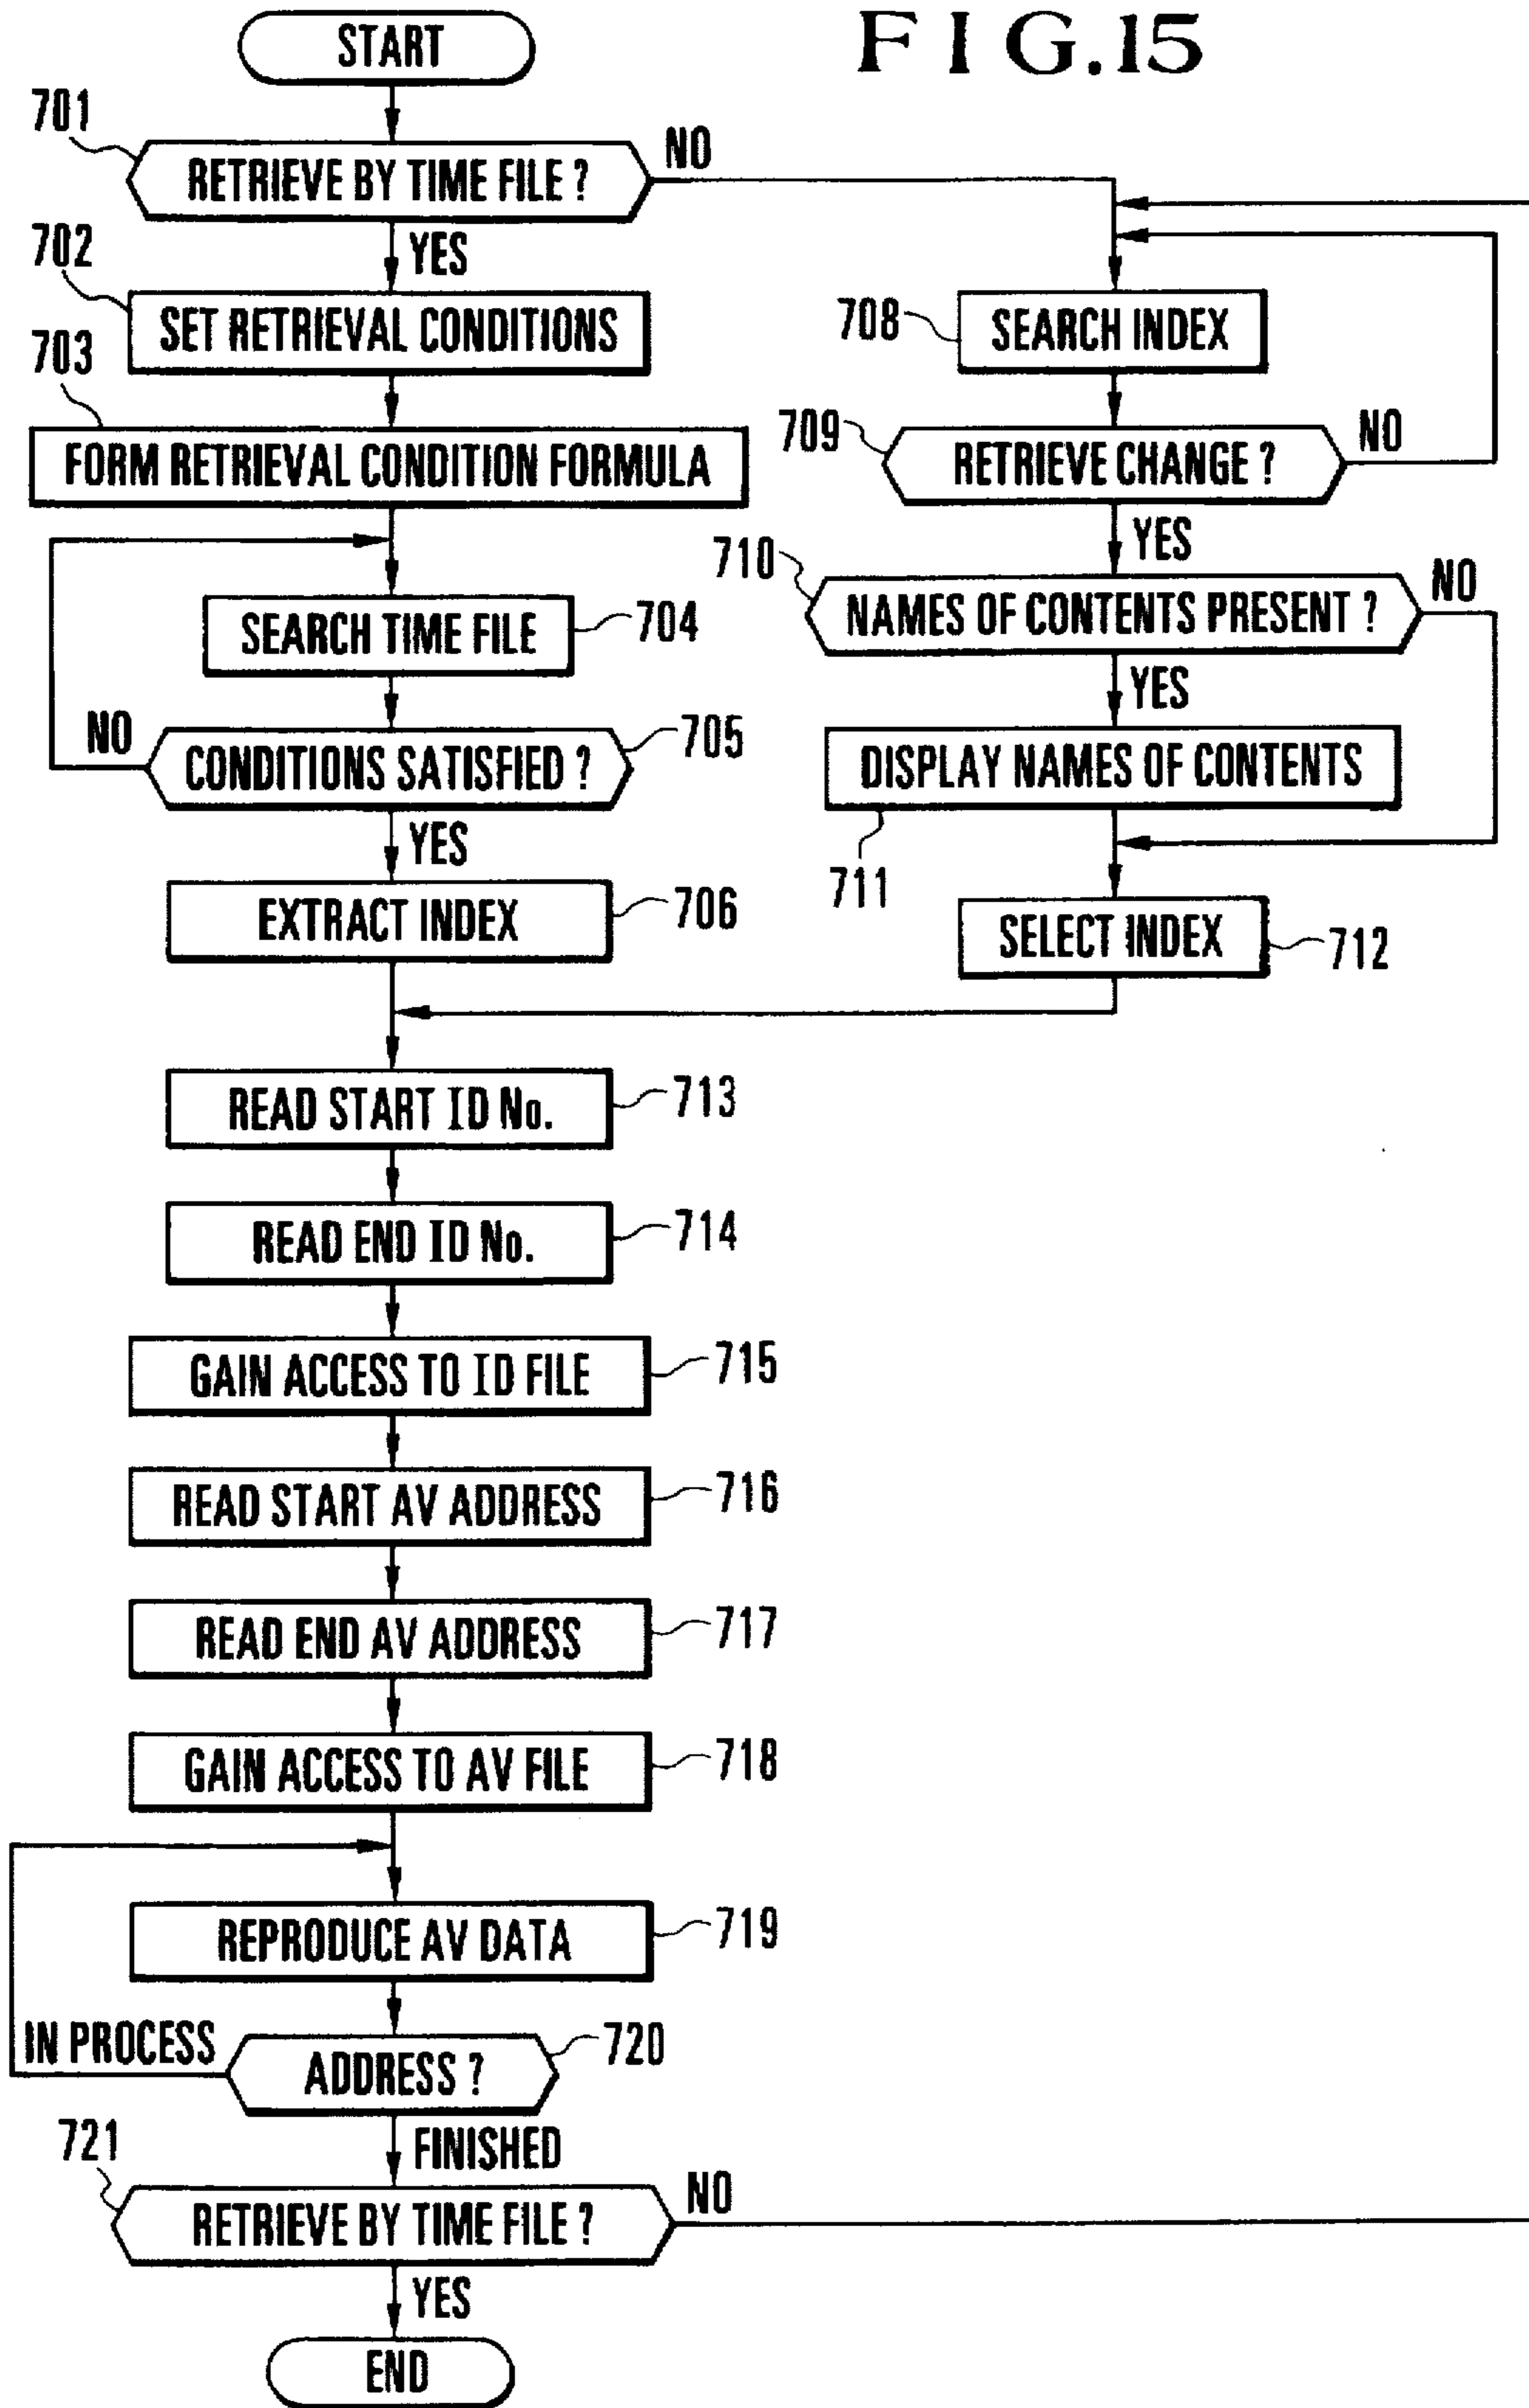 FIG.15
START
701
RETRIEVE BY TIME FILE ?
NO
YES
702
SET RETRIEVAL CONDITIONS
703
FORM RETRIEVAL CONDITION FORMULA
SEARCH TIME FILE
704
NO
CONDITIONS SATISFIED ?
705
YES
EXTRACT INDEX
706
708
SEARCH INDEX
709
RETRIEVE CHANGE ?
NO
YES
710
NAMES OF CONTENTS PRESENT ?
NO
YES
DISPLAY NAMES OF CONTENTS
711
SELECT INDEX
712
READ START ID No.
713
READ END ID No.
714
GAIN ACCESS TO ID FILE
715
READ START AV ADDRESS
716
READ END AV ADDRESS
717
GAIN ACCESS TO AV FILE
718
REPRODUCE AV DATA
719
IN PROCESS
ADDRESS ?
720
FINISHED
721
RETRIEVE BY TIME FILE ?
NO
YES
END